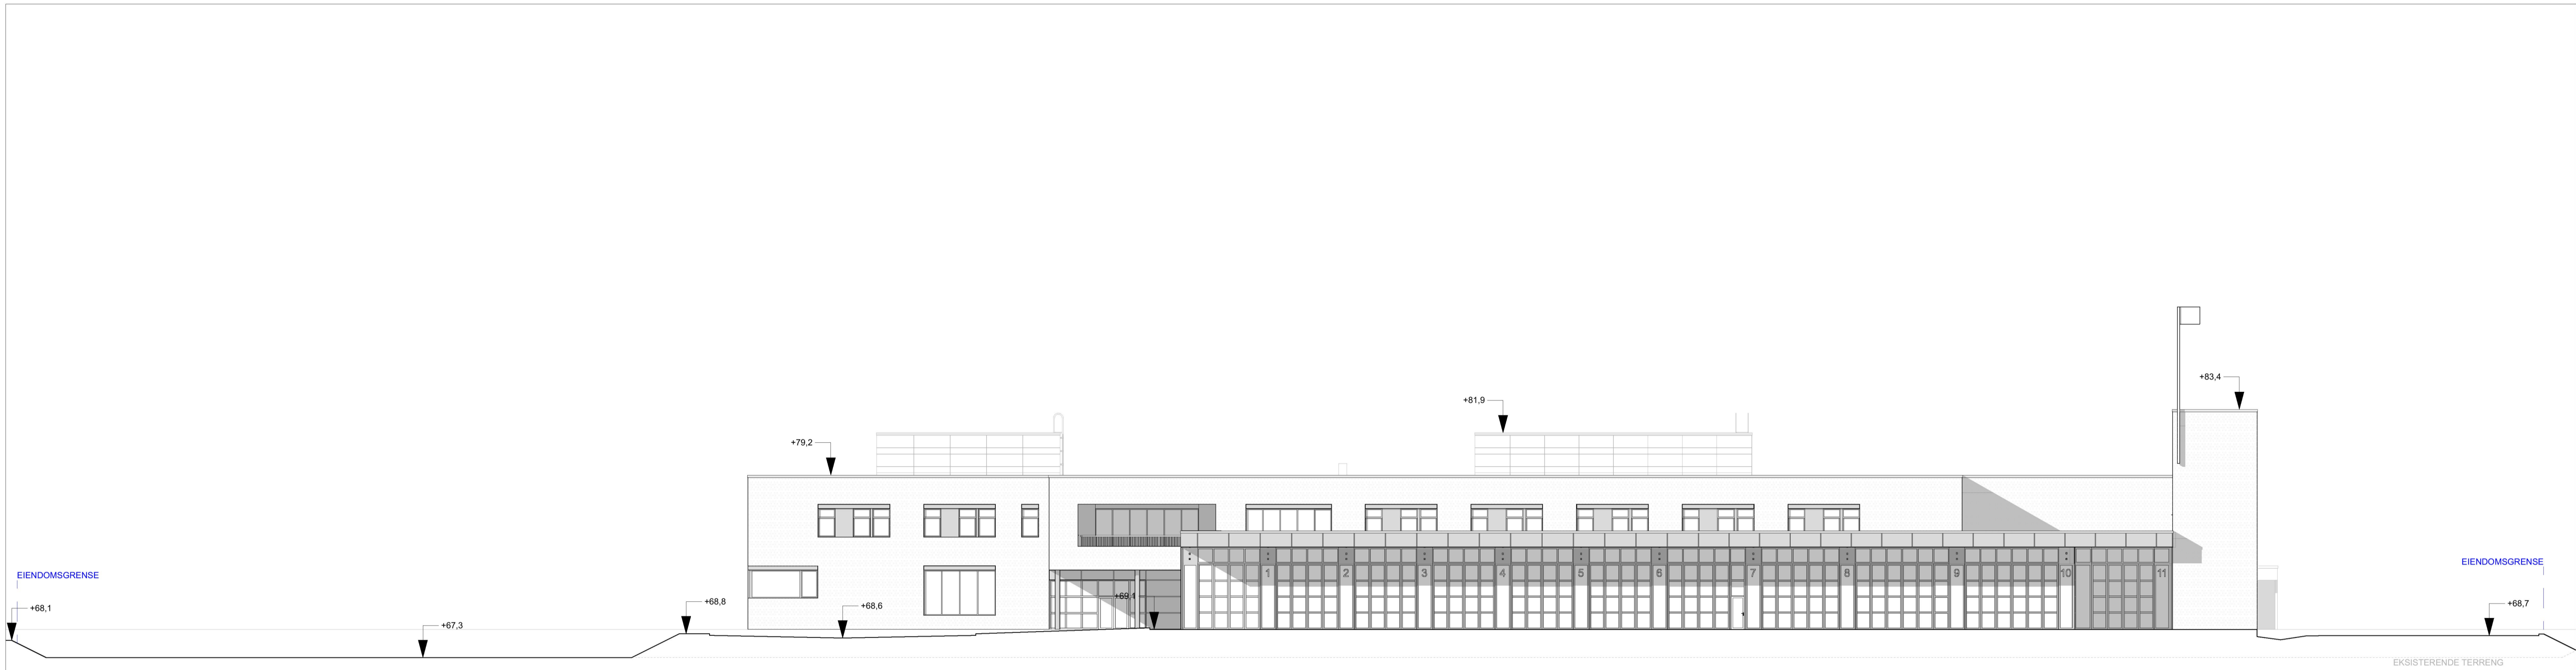 +83,4
+81,9
+79,2
EIENDOMSGRENSE
EIENDOMSGRENSE
1 2 3 4 5 6 7 8 9 10 11
+69,1
+68,8
+68,7
+68,1
+68,6
+67,3
EKSISTERENDE TERRENG